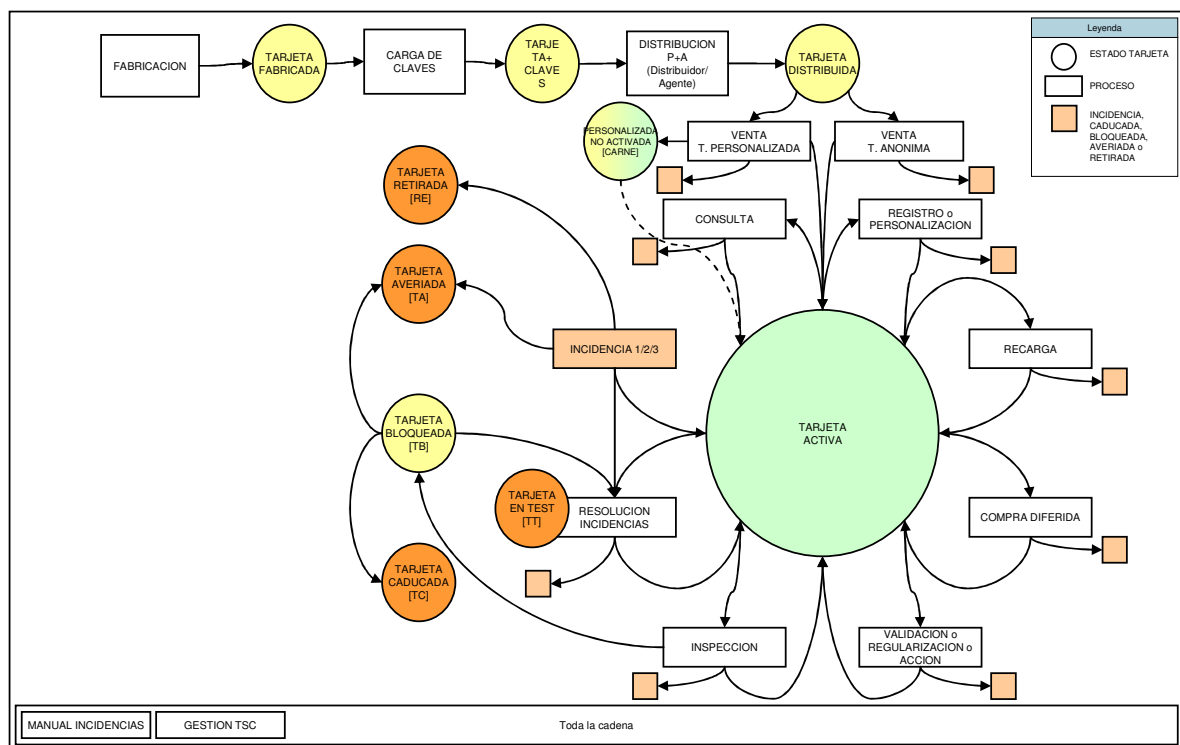 Leyenda
ESTADO TARJETA
PROCESO
INCIDENCIA,
CADUCADA,
BLOQUEADA,
AVERIADA o
RETIRADA
FABRICACION
TARJETA
FABRICADA
CARGA DE
CLAVES
TARJE
TA+
CLAVE
S
DISTRIBUCION
P+A
(Distribuidor/
Agente)
TARJETA
DISTRIBUIDA
PERSONALIZADA
NO ACTIVADA
[CARNE]
VENTA
T. PERSONALIZADA
VENTA
T. ANONIMA
TARJETA
RETIRADA
[RE]
CONSULTA
REGISTRO o
PERSONALIZACION
TARJETA
AVERIADA
[TA]
INCIDENCIA 1/2/3
RECARGA
TARJETA
BLOQUEADA
[TB]
TARJETA
ACTIVA
TARJETA
EN TEST
[TT]
RESOLUCION
INCIDENCIAS
COMPRA DIFERIDA
TARJETA
CADUCADA
[TC]
INSPECCION
VALIDACION o
REGULARIZACION o
ACCION
MANUAL INCIDENCIAS
GESTION TSC
Toda la cadena